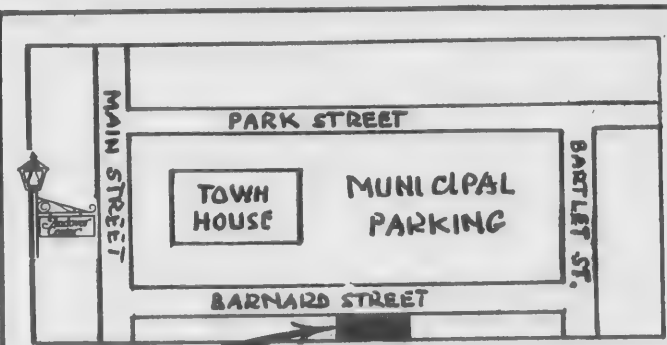 PARK STREET
MAIN STREET
TOWN
HOUSE
MUNICIPAL
PARKING
BARTLET ST.
BARNARD STREET